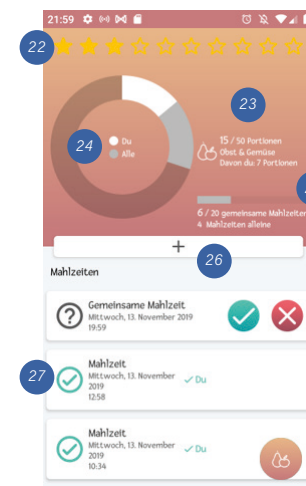 21:59
22
23
24
Du
Alle
15 / 50 Portionen
Obst & Gemüse
Davon du: 7 Portionen
6 / 20 gemeinsame Mahlzeiten
4 Mahlzeiten alleine
+
26
Mahlzeiten
Gemeinsame Mahlzeit
Mittwoch, 13. November 2019
19:59
27
Mahlzeit
Mittwoch, 13. November
2019
12:58
Du
Mahlzeit
Mittwoch, 13. November
2019
10:34
Du